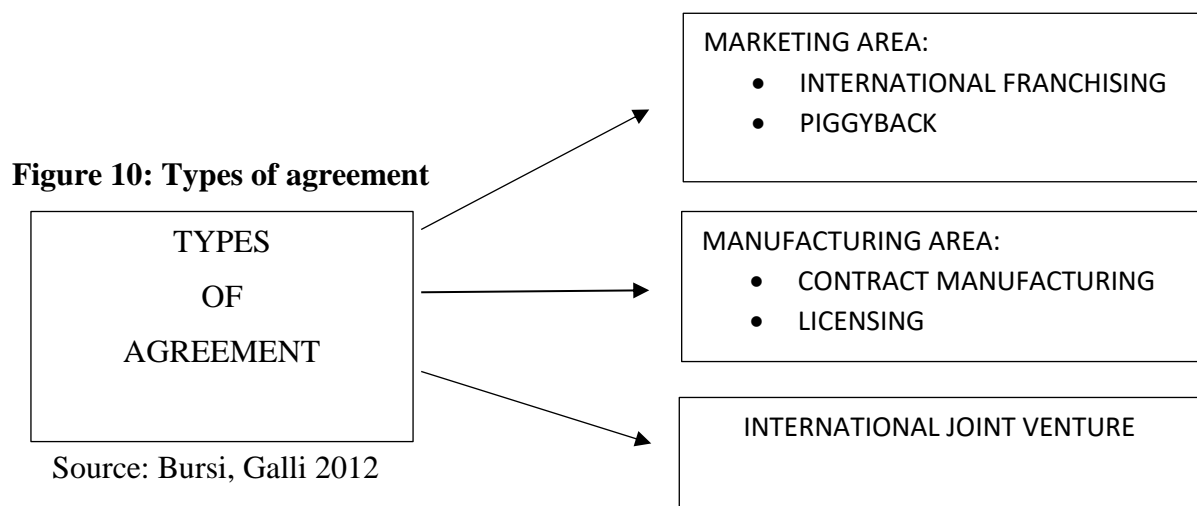 Figure 10: Types of agreement
TYPES
OF
AGREEMENT
Source: Bursi, Galli 2012
MARKETING AREA:
• INTERNATIONAL FRANCHISING
• PIGGYBACK
MANUFACTURING AREA:
• CONTRACT MANUFACTURING
• LICENSING
INTERNATIONAL JOINT VENTURE